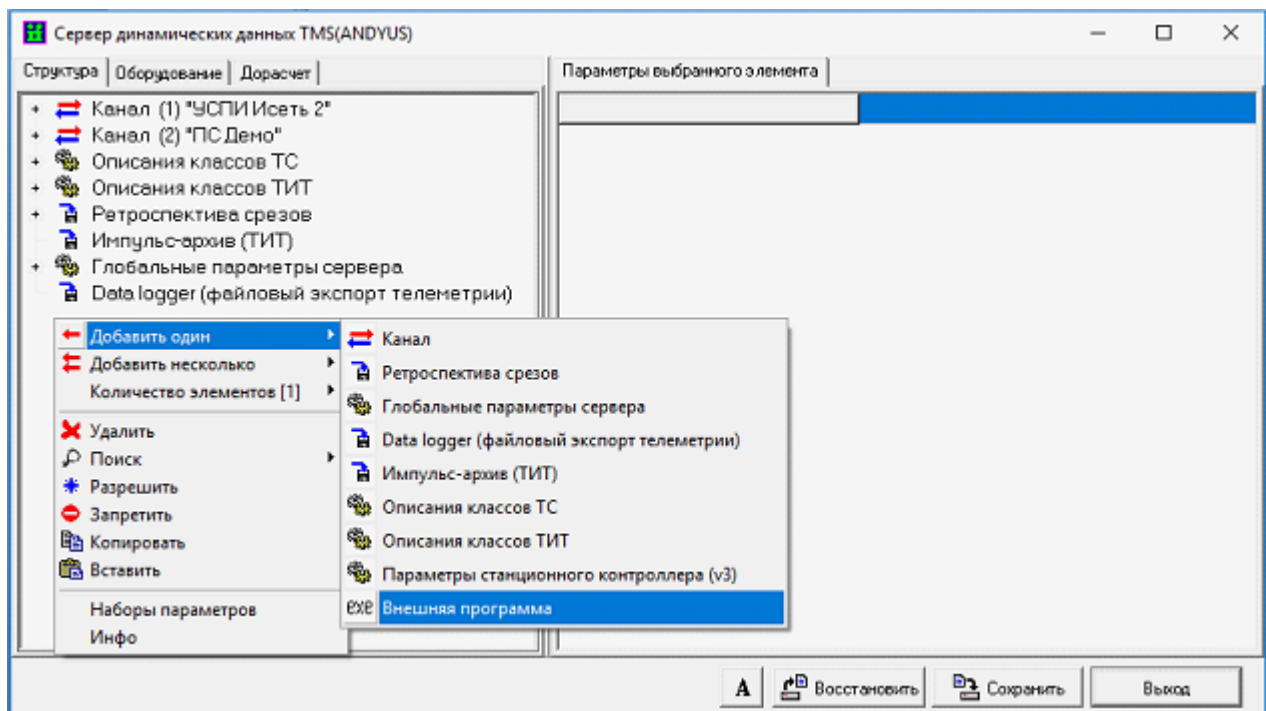 Сервер динамических данных TMS(ANDYUS)
Структура Оборудование Дорасчет
Параметры выбранного элемента
Канал (1) "УСПИ Исеть 2"
Канал (2) "ПС Демо"
Описания классов ТС
Описания классов ТИТ
Ретроспектива срезов
Импульс-архив (ТИТ)
Глобальные параметры сервера
Data logger (файловый экспорт телеметрии)
Добавить один
Добавить несколько
Количество элементов [1]
Удалить
Поиск
Разрешить
Запретить
Копировать
Вставить
Наборы параметров
Инфо
Канал
Ретроспектива срезов
Глобальные параметры сервера
Data logger (файловый экспорт телеметрии)
Импульс-архив (ТИТ)
Описания классов ТС
Описания классов ТИТ
Параметры станционного контроллера (v3)
exe Внешняя программа
A Восстановить Сохранить Выход